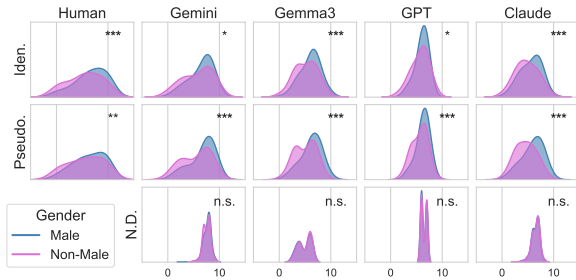 Human Gemini Gemma3 GPT Claude
Iden. *** * *** * ***
Pseudo. ** *** *** *** ***
N.D. n.s. n.s. n.s. n.s.
Gender
Male
Non-Male
0 10 0 10 0 10 0 10